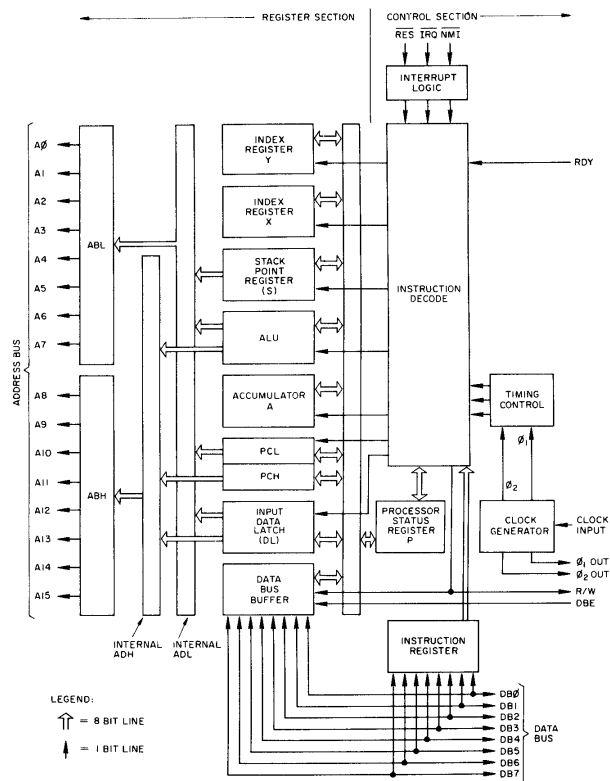 REGISTER SECTION
CONTROL SECTION
RES IRQ NMI
INTERRUPT
LOGIC
ADDRESS BUS
AØ
A1
A2
A3
A4
A5
A6
A7
A8
A9
A10
A11
A12
A13
A14
A15
ABL
ABH
INDEX
REGISTER
Y
INDEX
REGISTER
X
STACK
POINT
REGISTER
(S)
ALU
ACCUMULATOR
A
PCL
PCH
INPUT
DATA
LATCH
(DL)
DATA
BUS
BUFFER
INSTRUCTION
DECODE
RDY
TIMING
CONTROL
Ø1
Ø2
PROCESSOR
STATUS
REGISTER
P
CLOCK
GENERATOR
CLOCK
INPUT
Ø1 OUT
Ø2 OUT
R/W
DBE
INTERNAL
ADH
INTERNAL
ADL
INSTRUCTION
REGISTER
DBØ
DB1
DB2
DB3
DB4
DB5
DB6
DB7
DATA
BUS
LEGEND:
= 8 BIT LINE
= 1 BIT LINE